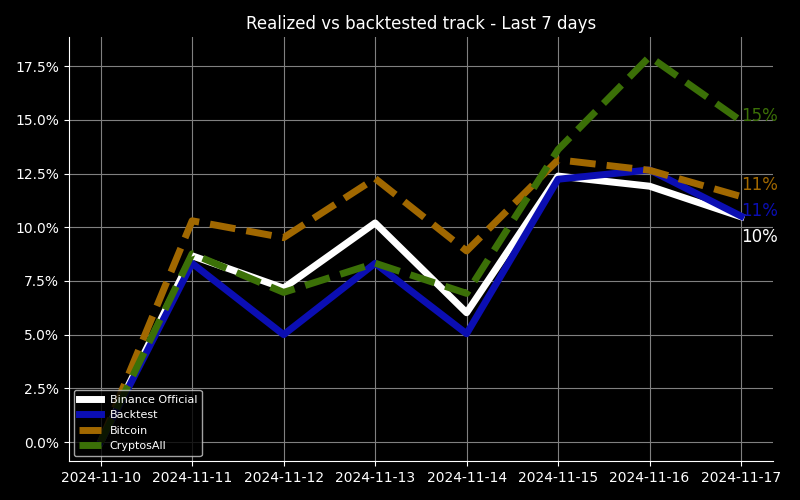 Realized vs backtested track - Last 7 days
17.5%
15.0%
12.5%
10.0%
7.5%
5.0%
2.5%
0.0%
15%
11%
11%
10%
Binance Official
Backtest
Bitcoin
CryptosAll
2024-11-10 2024-11-11 2024-11-12 2024-11-13 2024-11-14 2024-11-15 2024-11-16 2024-11-17